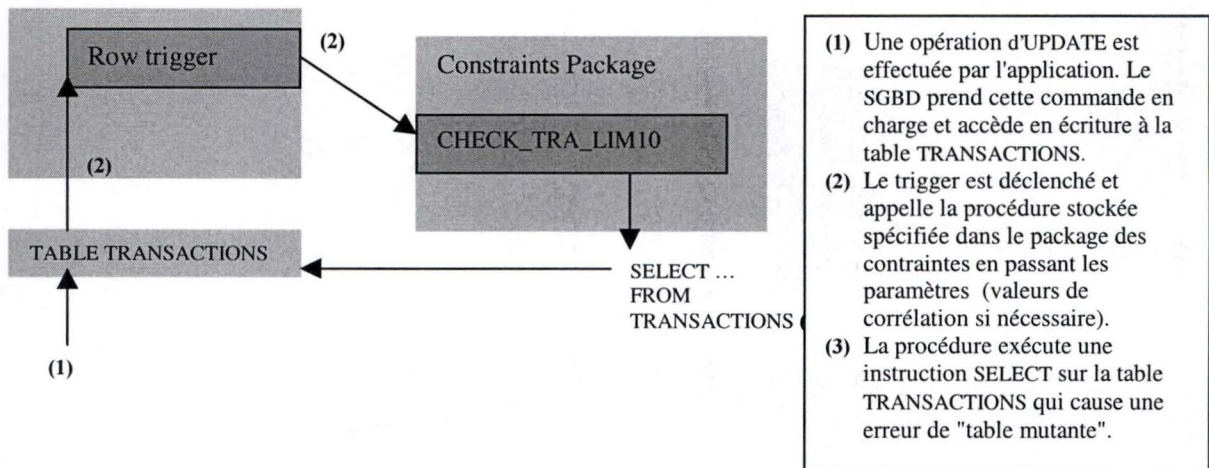 Row trigger
(2)
(2)
TABLE TRANSACTIONS
(1)
Constraints Package
CHECK_TRA_LIM10
SELECT …
FROM
TRANSACTIONS
(1) Une opération d'UPDATE est
effectuée par l'application. Le
SGBD prend cette commande en
charge et accède en écriture à la
table TRANSACTIONS.
(2) Le trigger est déclenché et
appelle la procédure stockée
spécifiée dans le package des
contraintes en passant les
paramètres (valeurs de
corrélation si nécessaire).
(3) La procédure exécute une
instruction SELECT sur la table
TRANSACTIONS qui cause une
erreur de "table mutante".